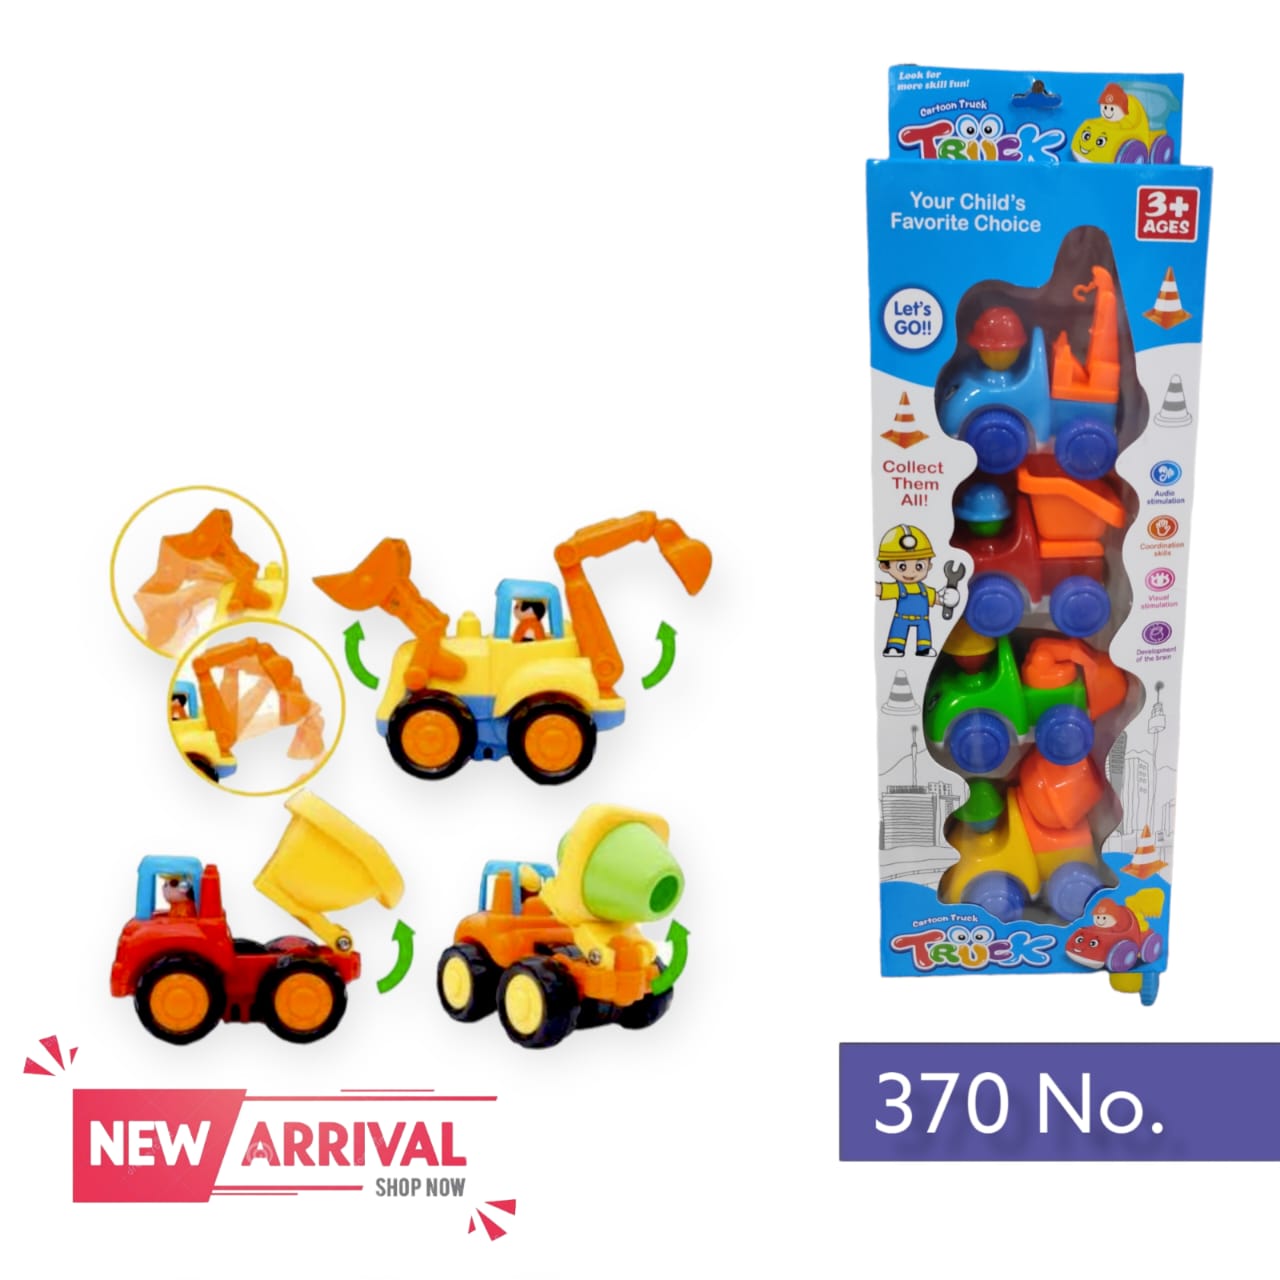 Look for
more skill fun!
Cartoon Truck
TRUCK
Your Child's
Favorite Choice
3+
AGES
Let's
GO!!
Collect
Them
All!
Audio
stimulation
Coordination
skills
Visual
stimulation
Development
of the brain
Cartoon Truck
TRUCK
370 No.
NEW ARRIVAL
SHOP NOW